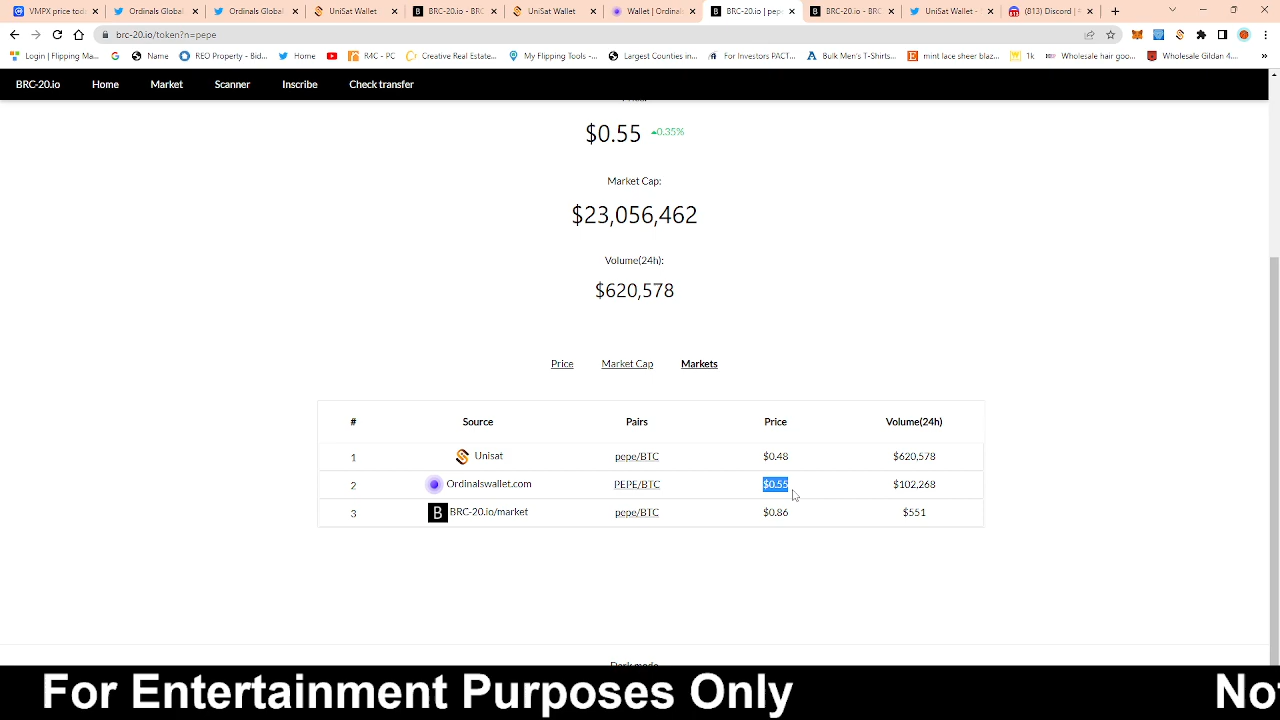 VMPX price tod
Ordinals Global
Ordinals Global
UniSat Wallet
BRC-20.io - BRC
UniSat Wallet
Wallet | Ordinal
BRC-20.io | pep
BRC-20.io - BRC
UniSat Wallet -
(813) Discord |
brc-20.io/token?n=pepe
Login | Flipping Ma...
Name
REO Property - Bid...
Home
R4C - PC
Creative Real Estate...
My Flipping Tools -...
Largest Counties in...
For Investors PACT...
Bulk Men's T-Shirts...
mint lace sheer blaz...
1k
Wholesale hair goo...
Wholesale Gildan 4...
»
BRC-20.io Home Market Scanner Inscribe Check transfer
$0.55 0.35%
Market Cap:
$23,056,462
Volume(24h):
$620,578
Price Market Cap Markets
# Source Pairs Price Volume(24h)
1 Unisat pepe/BTC $0.48 $620,578
2 Ordinalswallet.com PEPE/BTC $0.55 $102,268
3 BRC-20.io/market pepe/BTC $0.86 $551
For Entertainment Purposes Only No